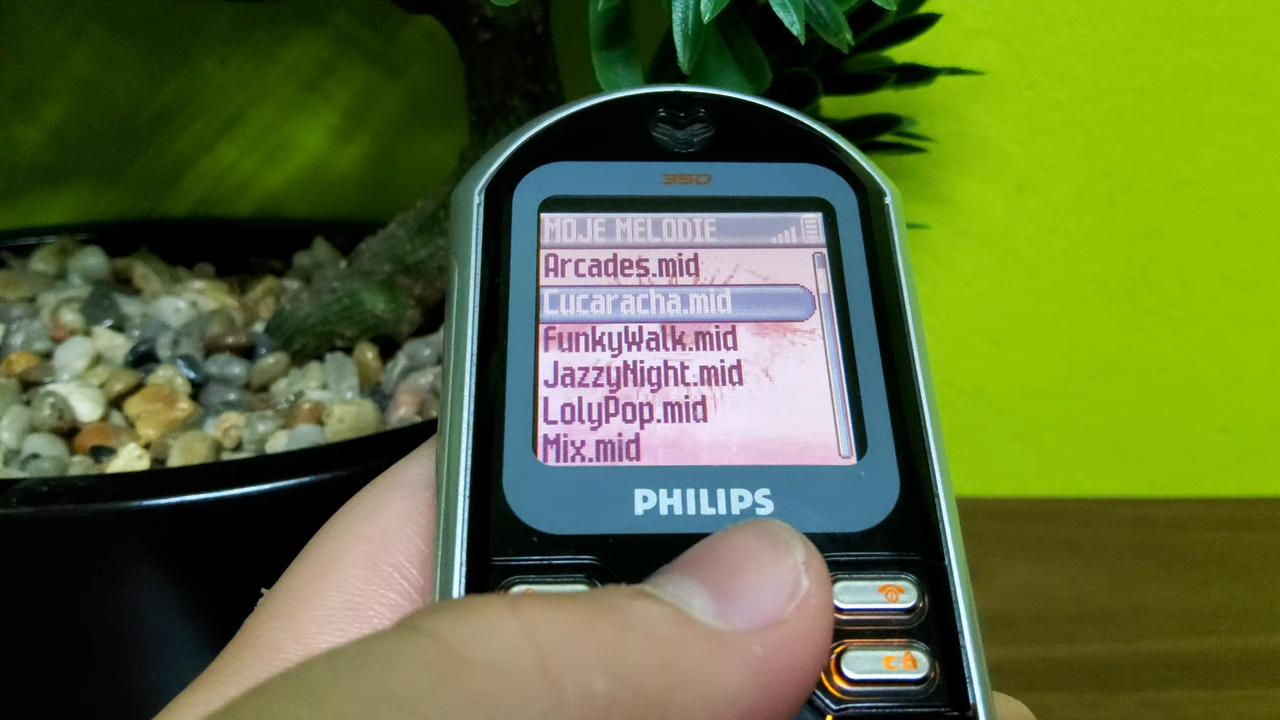 350
MOJE MELODIE
Arcades.mid
Cucaracha.mid
FunkyWalk.mid
JazzyNight.mid
LolyPop.mid
Mix.mid
PHILIPS
C